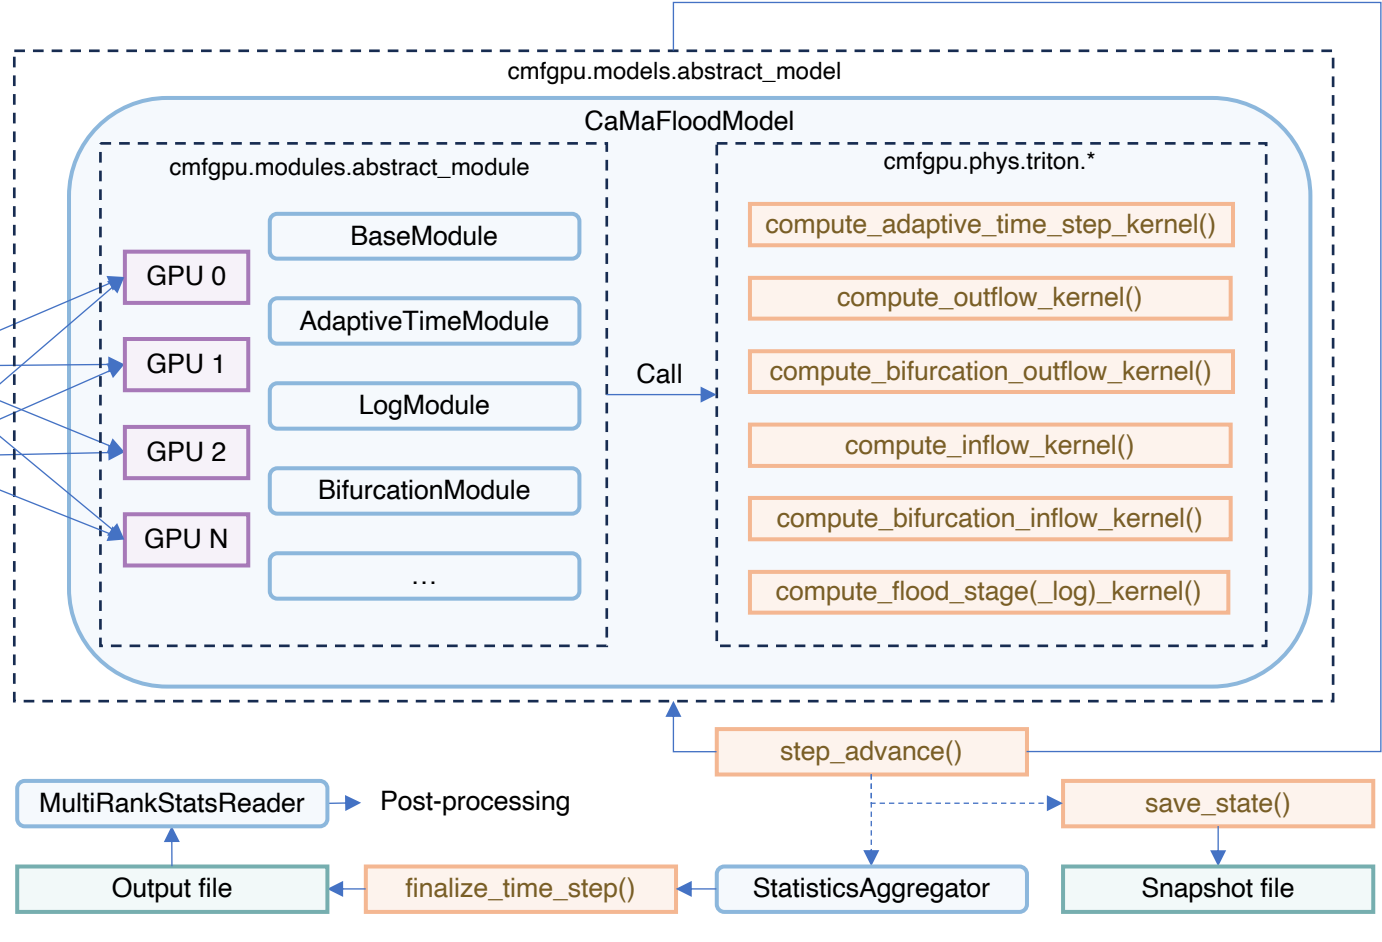 cmfgpu.models.abstract_model
CaMaFloodModel
cmfgpu.modules.abstract_module
GPU 0
GPU 1
GPU 2
GPU N
BaseModule
AdaptiveTimeModule
LogModule
BifurcationModule
...
Call
cmfgpu.phys.triton.*
compute_adaptive_time_step_kernel()
compute_outflow_kernel()
compute_bifurcation_outflow_kernel()
compute_inflow_kernel()
compute_bifurcation_inflow_kernel()
compute_flood_stage(_log)_kernel()
step_advance()
MultiRankStatsReader
Post-processing
save_state()
Output file
finalize_time_step()
StatisticsAggregator
Snapshot file